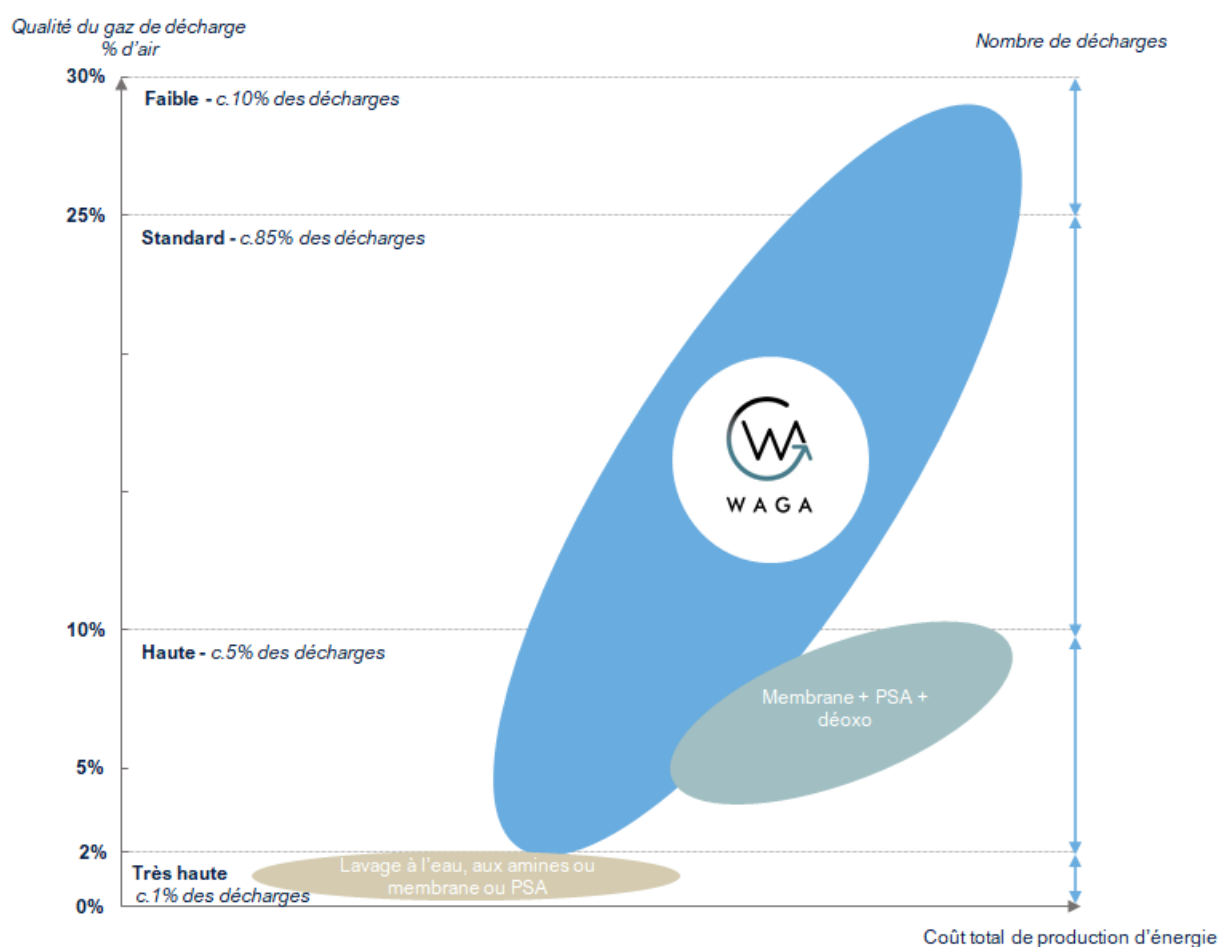 Qualité du gaz de décharge
% d'air
Nombre de décharges
30%
Faible - c.10% des décharges
25%
Standard - c.85% des décharges
WAGA
10%
Haute - c.5% des décharges
Membrane + PSA +
déoxo
5%
2%
Lavage à l'eau, aux amines ou
membrane ou PSA
Très haute
c.1% des décharges
0%
Coût total de production d'énergie